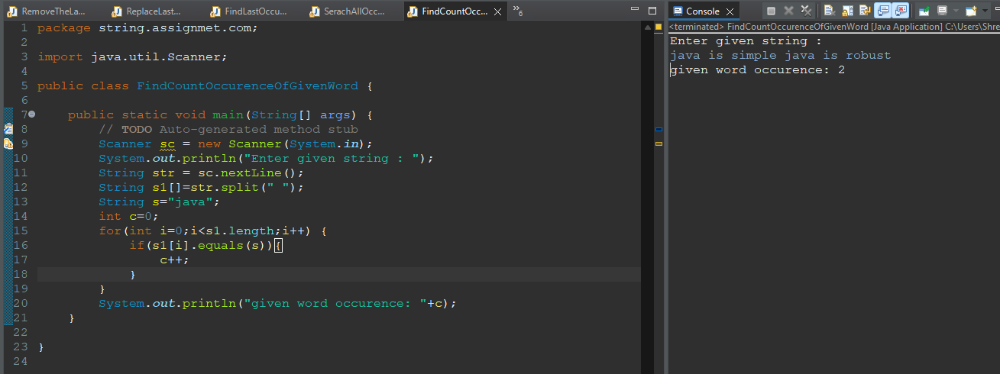 RemoveTheLa... ReplaceLast... FindLastOccu... SerachAllOcc... FindCountOcc... »6
1 package string.assignmet.com;
2
3 import java.util.Scanner;
4
5 public class FindCountOccurenceOfGivenWord {
6
7     public static void main(String[] args) {
8         // TODO Auto-generated method stub
9         Scanner sc = new Scanner(System.in);
10         System.out.println("Enter given string : ");
11         String str = sc.nextLine();
12         String s1[]=str.split(" ");
13         String s="java";
14         int c=0;
15         for(int i=0;i<s1.length;i++) {
16             if(s1[i].equals(s)){
17                 c++;
18             }
19         }
20         System.out.println("given word occurence: "+c);
21     }
22
23 }
24
Console
<terminated> FindCountOccurenceOfGivenWord [Java Application] C:\Users\Shre
Enter given string :
java is simple java is robust
given word occurence: 2